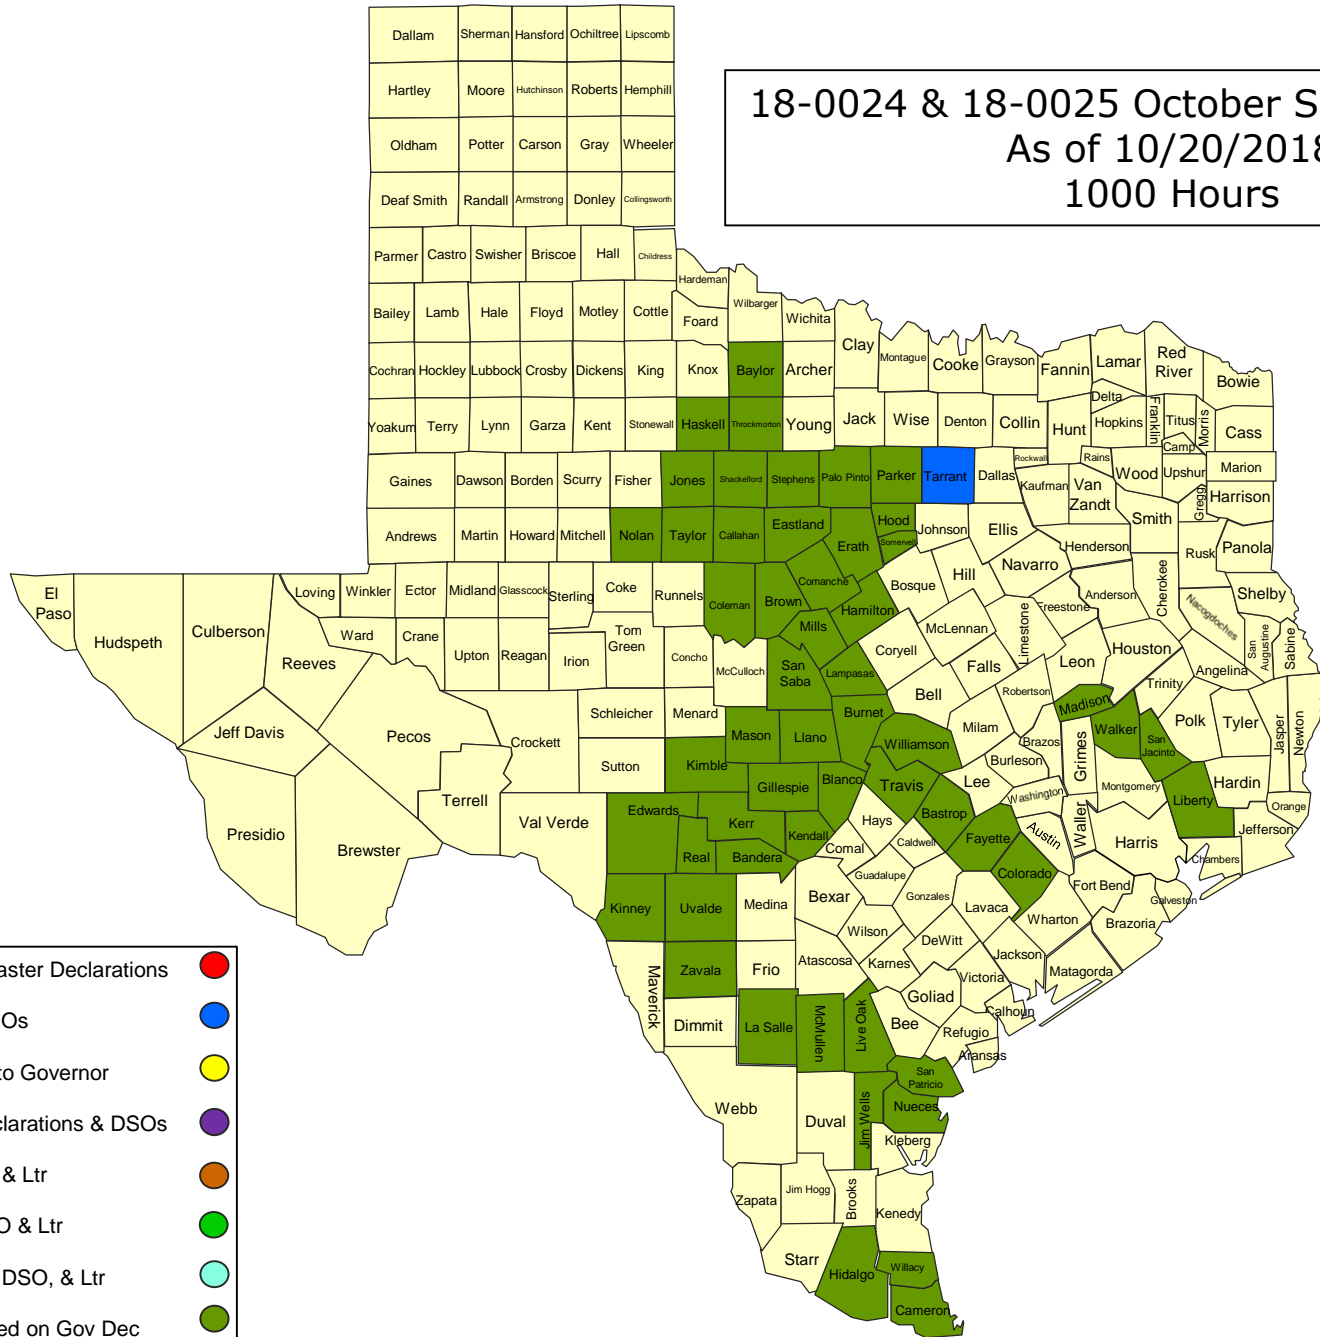 Dallam Sherman Hansford Ochiltree Lipscomb
Hartley Moore Hutchinson Roberts Hemphill
18-0024 & 18-0025 October S
As of 10/20/2018
1000 Hours
Oldham Potter Carson Gray Wheeler
Deaf Smith Randall Armstrong Donley Collingsworth
Parmer Castro Swisher Briscoe Hall Childress
Hardeman
Bailey Lamb Hale Floyd Motley Cottle Foard Wilbarger Wichita
Clay Montague Cooke Grayson Fannin Lamar Red River Bowie
Cochran Hockley Lubbock Crosby Dickens King Knox Baylor Archer
Delta
Yoakum Terry Lynn Garza Kent Stonewall Haskell Throckmorton Young Jack Wise Denton Collin Hunt Hopkins Franklin Titus Morris Cass
Camp
Gaines Dawson Borden Scurry Fisher Jones Shackelford Stephens Palo Pinto Parker Tarrant Dallas Rockwall Kaufman Rains Van Zandt Wood Upshur Marion
Gregg Harrison
Andrews Martin Howard Mitchell Nolan Taylor Callahan Eastland Erath Hood Somervell Johnson Ellis Henderson Smith Rusk Panola
El Paso Hudspeth Culberson Loving Winkler Ector Midland Glasscock Sterling Coke Runnels Coleman Brown Comanche Hamilton Bosque Hill Navarro Freestone Anderson Cherokee Nacogdoches Shelby
Reeves Ward Crane Upton Reagan Irion Tom Green Concho McCulloch San Saba Mills Lampasas Coryell McLennan Limestone Falls Leon Houston Angelina San Augustine Sabine
Jeff Davis Pecos Crockett Schleicher Menard Mason Llano Burnet Bell Milam Robertson Madison Trinity Walker San Jacinto Polk Tyler Jasper Newton
Presidio Brewster Terrell Sutton Kimble Gillespie Blanco Williamson Travis Lee Burleson Brazos Grimes Washington Montgomery Liberty Hardin Orange
Val Verde Edwards Kerr Real Bandera Kendall Hays Comal Caldwell Bastrop Fayette Austin Waller Harris Jefferson Chambers
Kinney Uvalde Medina Bexar Guadalupe Gonzales Lavaca Colorado Fort Bend Wharton Brazoria Galveston
Maverick Zavala Frio Atascosa Wilson Karnes DeWitt Jackson Matagorda
Dimmit La Salle McMullen Live Oak Bee Goliad Victoria Calhoun Refugio Aransas
Webb Duval Jim Wells San Patricio Nueces Kleberg
Zapata Jim Hogg Brooks Kenedy
Starr Hidalgo Willacy Cameron
aster Declarations
Os
to Governor
clarations & DSOs
& Ltr
O & Ltr
DSO, & Ltr
ed on Gov Dec